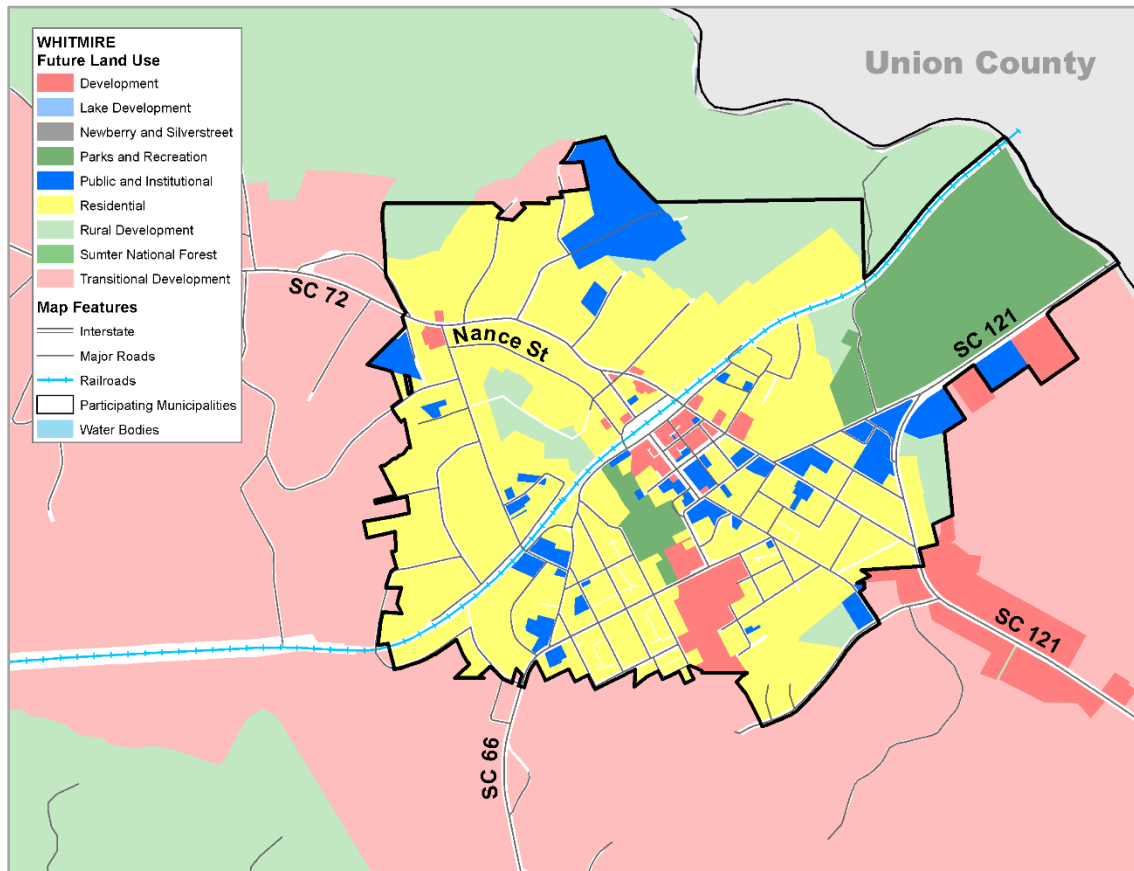 WHITMIRE
Future Land Use
Development
Lake Development
Newberry and Silverstreet
Parks and Recreation
Public and Institutional
Residential
Rural Development
Sumter National Forest
Transitional Development
Map Features
Interstate
Major Roads
Railroads
Participating Municipalities
Water Bodies
Union County
SC 72
Nance St
SC 121
SC 121
SC 66